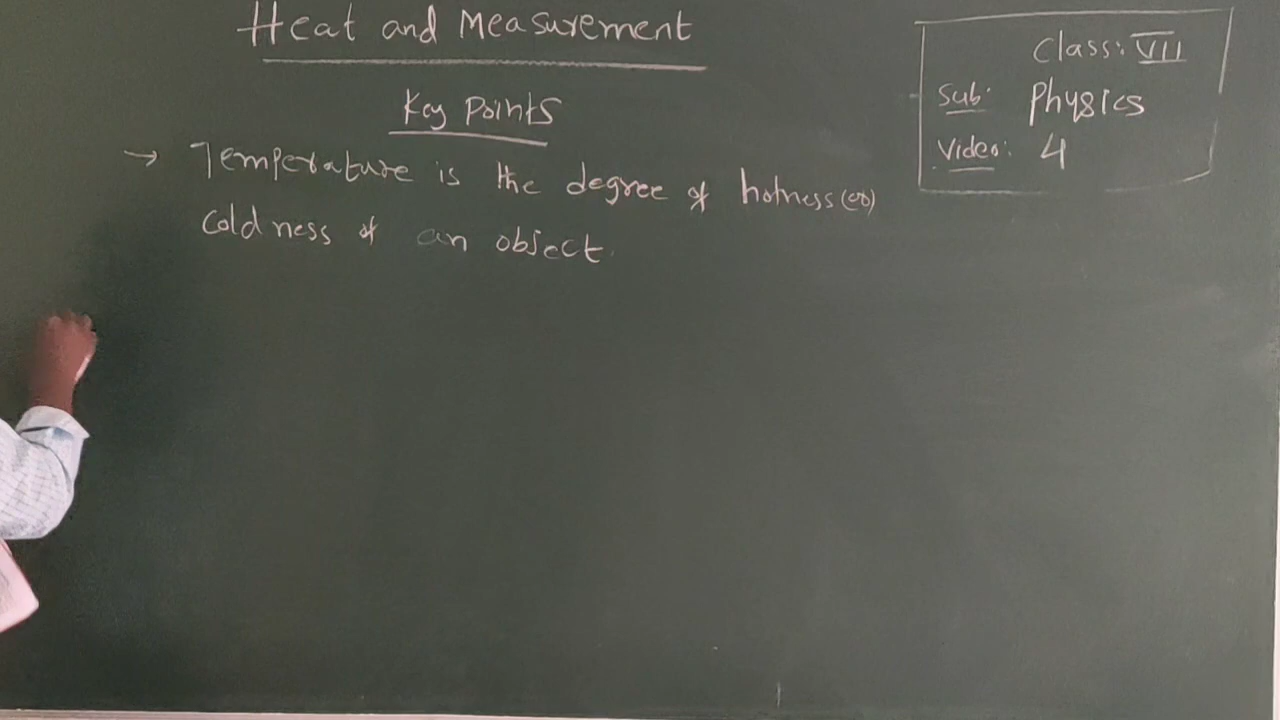 Heat and Measurement
Class: VII
Sub: Physics
Video: 4
Key Points
→ Temperature is the degree of hotness (or)
Coldness of an object.